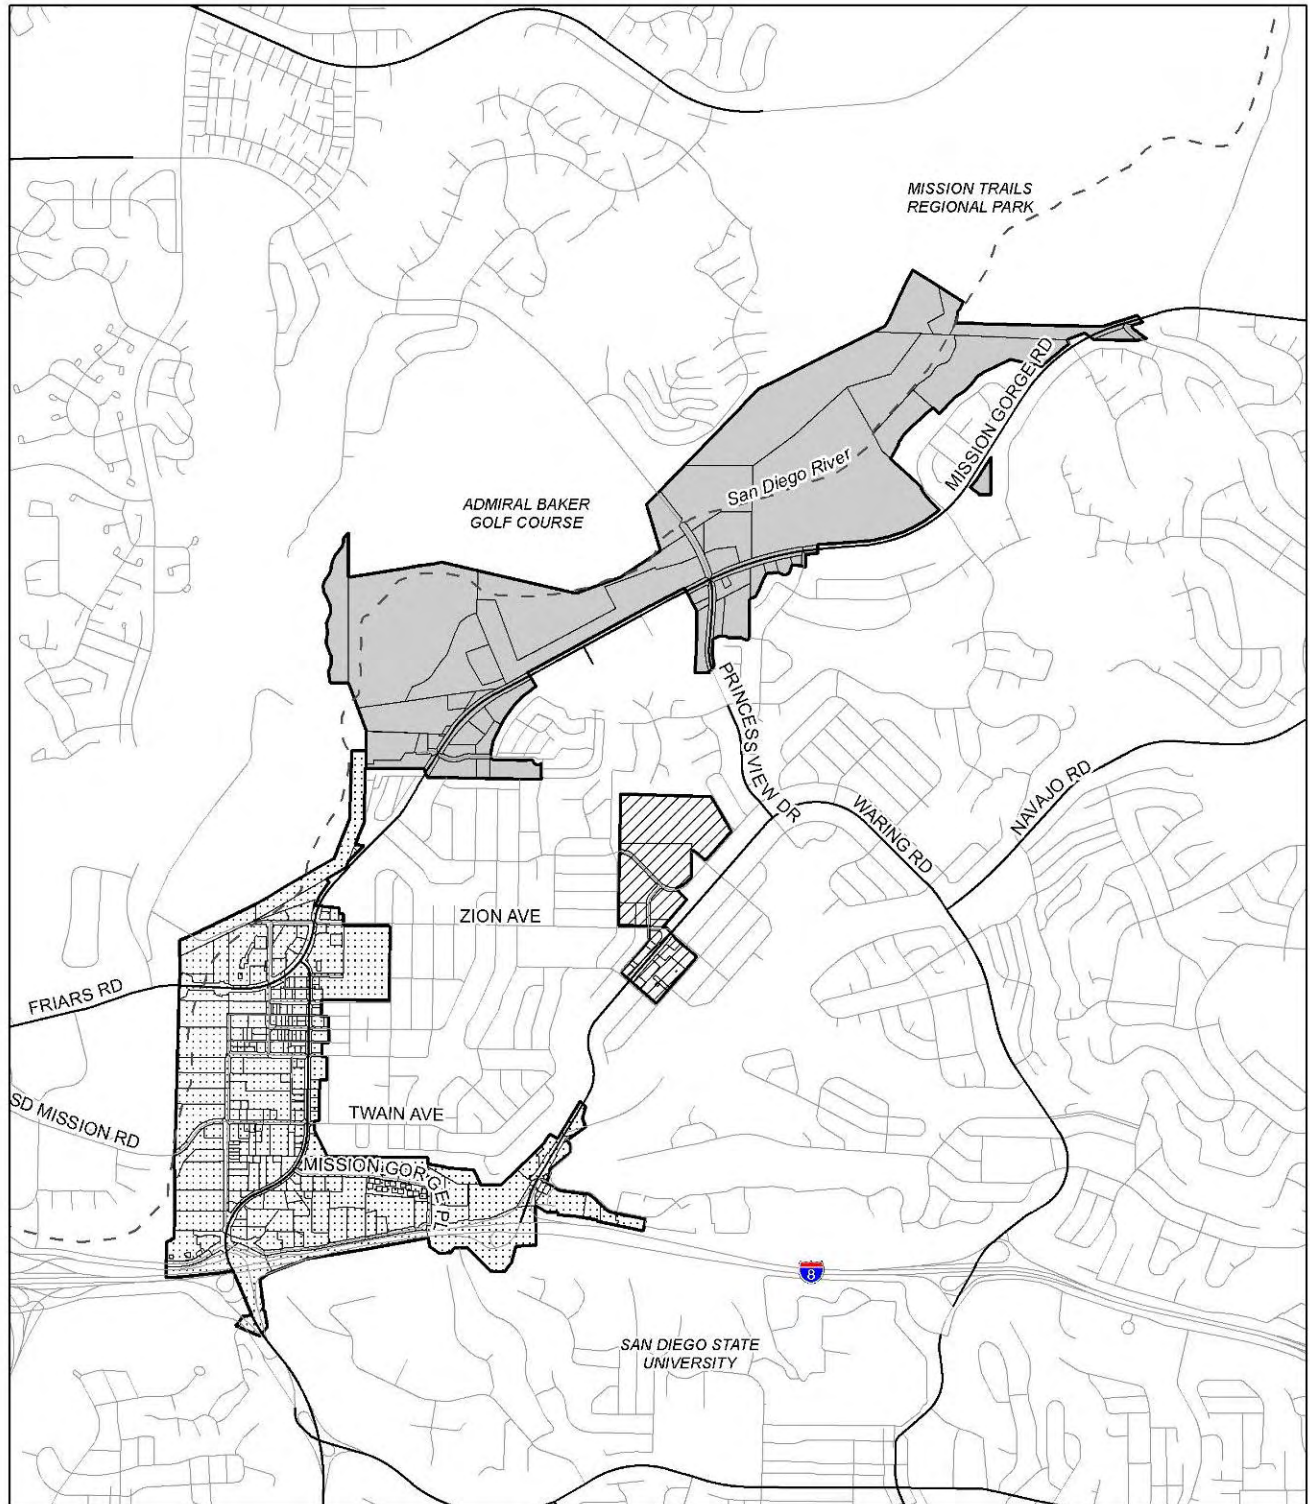 MISSION TRAILS
REGIONAL PARK
MISSION GORGE RD
San Diego River
ADMIRAL BAKER
GOLF COURSE
PRINCESS VIEW DR
WARING RD
NAVAJO RD
ZION AVE
FRIARS RD
SD MISSION RD
TWAIN AVE
MISSION GORGE PL
8
SAN DIEGO STATE
UNIVERSITY